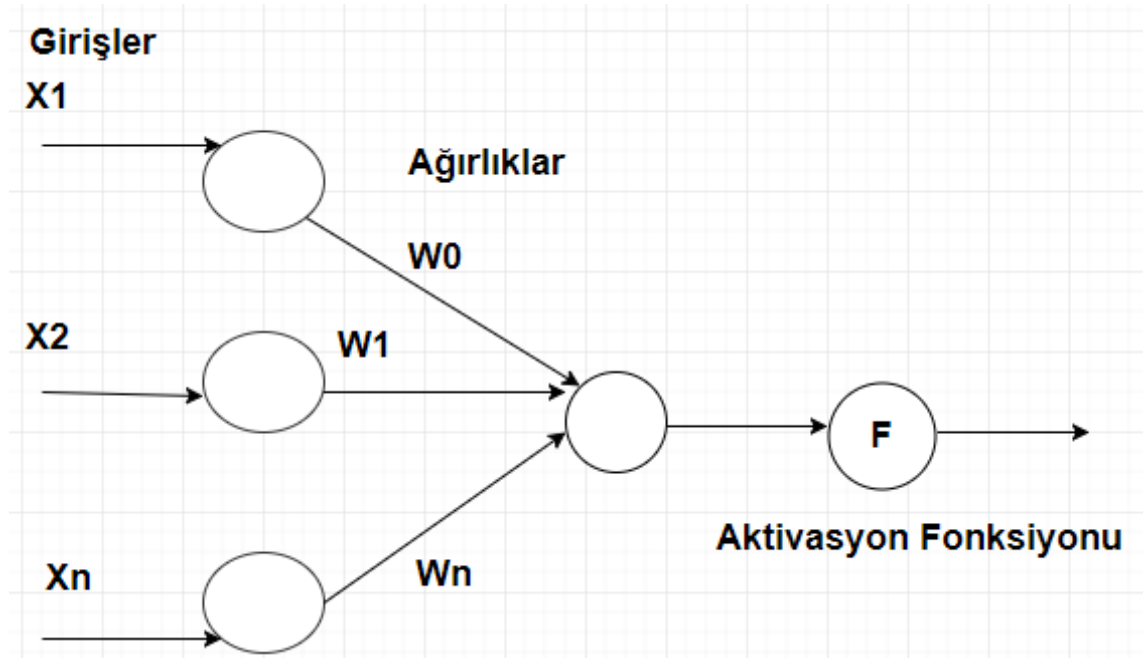 Girişler
X1
Ağırlıklar
W0
X2
W1
F
Aktivasyon Fonksiyonu
Xn
Wn